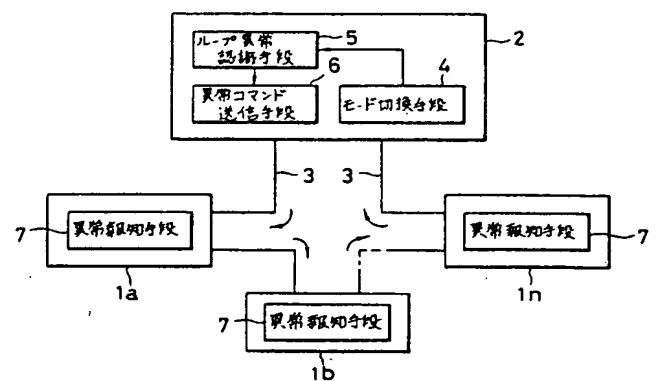 ループ異常
認識手段
5
2
6
4
異常コマンド
送信手段
モード切換手段
3
3
7
異常報知手段
異常報知手段
7
1a
1n
7
異常報知手段
1b